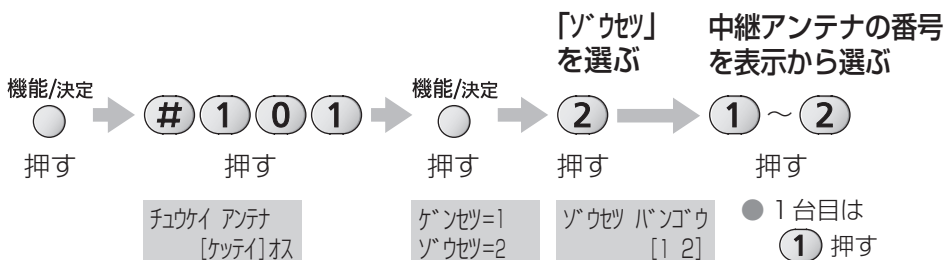 「ゾウセツ」
を選ぶ
中継アンテナの番号
を表示から選ぶ
機能/決定
# 1 0 1
機能/決定
2
1 ～ 2
押す
押す
押す
押す
押す
チュウケイ アンテナ
[ケッテイ]オス
ゲンセツ=1
ゾウセツ=2
ゾウセツ バンゴウ
[1 2]
● 1台目は
1 押す